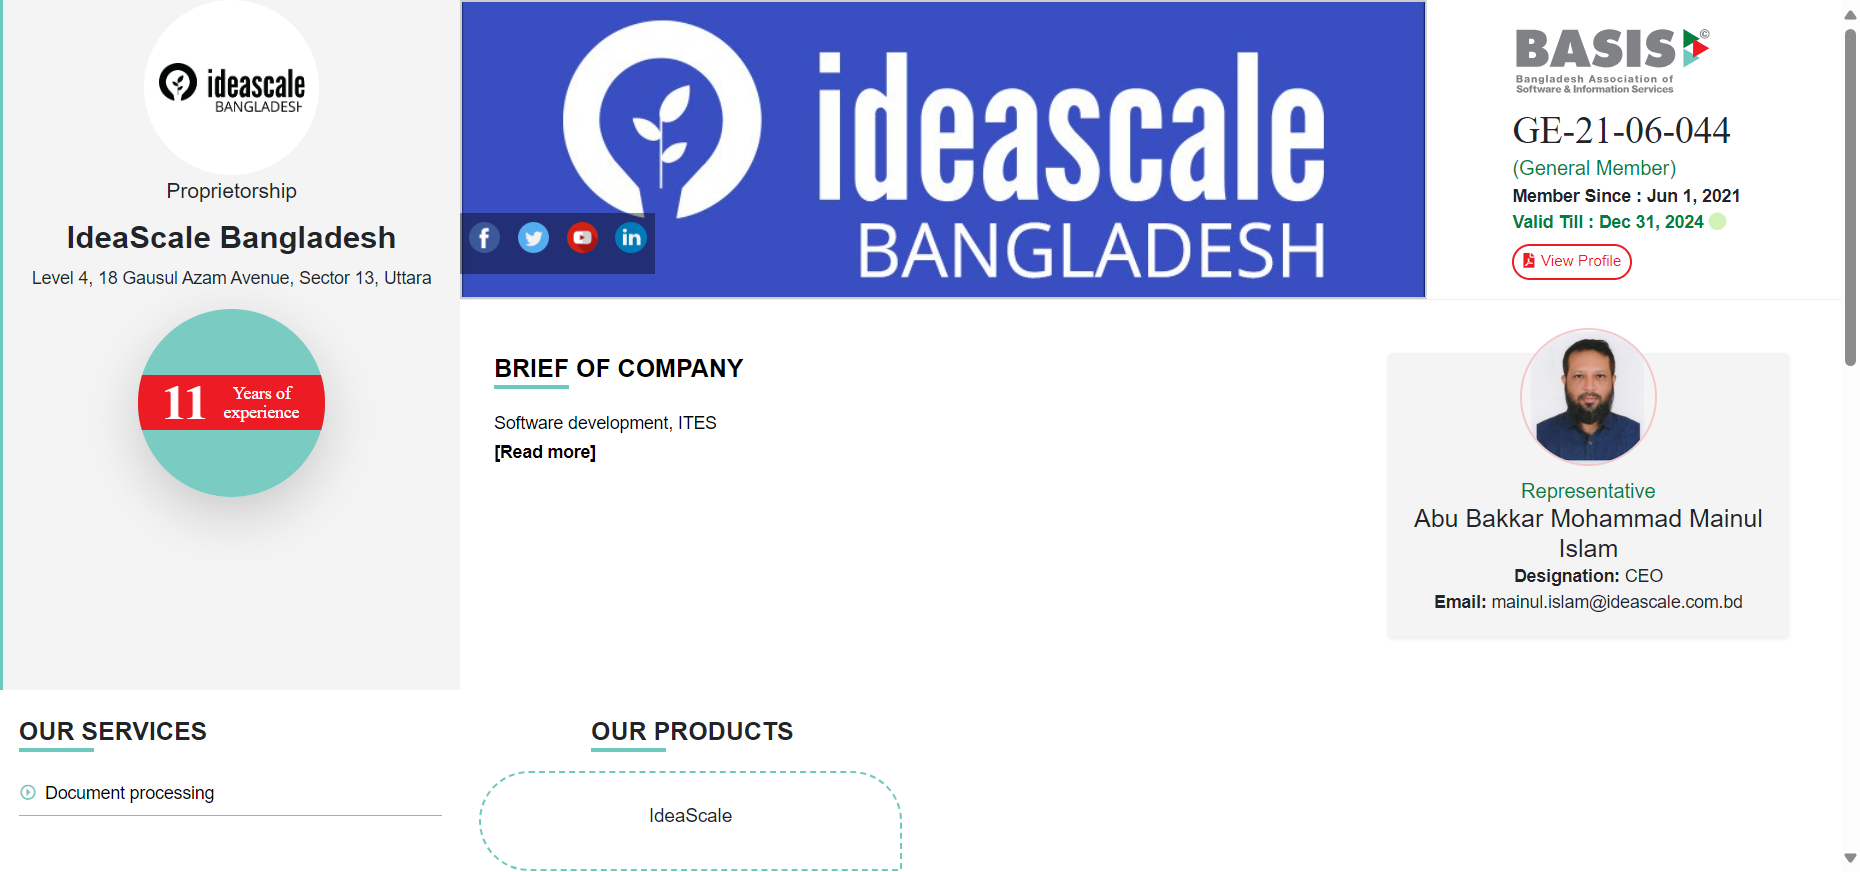 ideascale
BANGLADESH
Proprietorship
IdeaScale Bangladesh
Level 4, 18 Gausul Azam Avenue, Sector 13, Uttara
11
Years of
experience
ideascale
BANGLADESH
BASIS ©
Bangladesh Association of
Software & Information Services
GE-21-06-044
(General Member)
Member Since : Jun 1, 2021
Valid Till : Dec 31, 2024
View Profile
BRIEF OF COMPANY
Software development, ITES
[Read more]
Representative
Abu Bakkar Mohammad Mainul
Islam
Designation: CEO
Email: mainul.islam@ideascale.com.bd
OUR SERVICES
Document processing
OUR PRODUCTS
IdeaScale